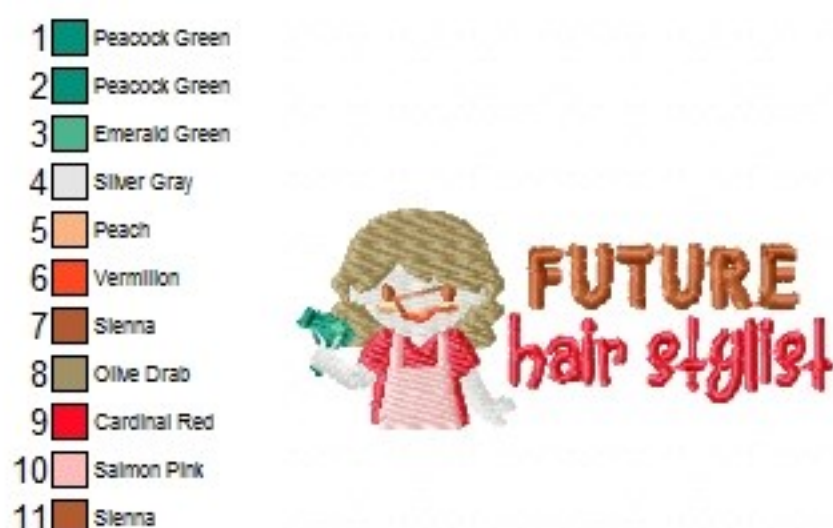 1 Peacock Green
2 Peacock Green
3 Emerald Green
4 Silver Gray
5 Peach
6 Vermilion
7 Sienna
8 Olive Drab
9 Cardinal Red
10 Salmon Pink
11 Sienna
FUTURE
hair stylist